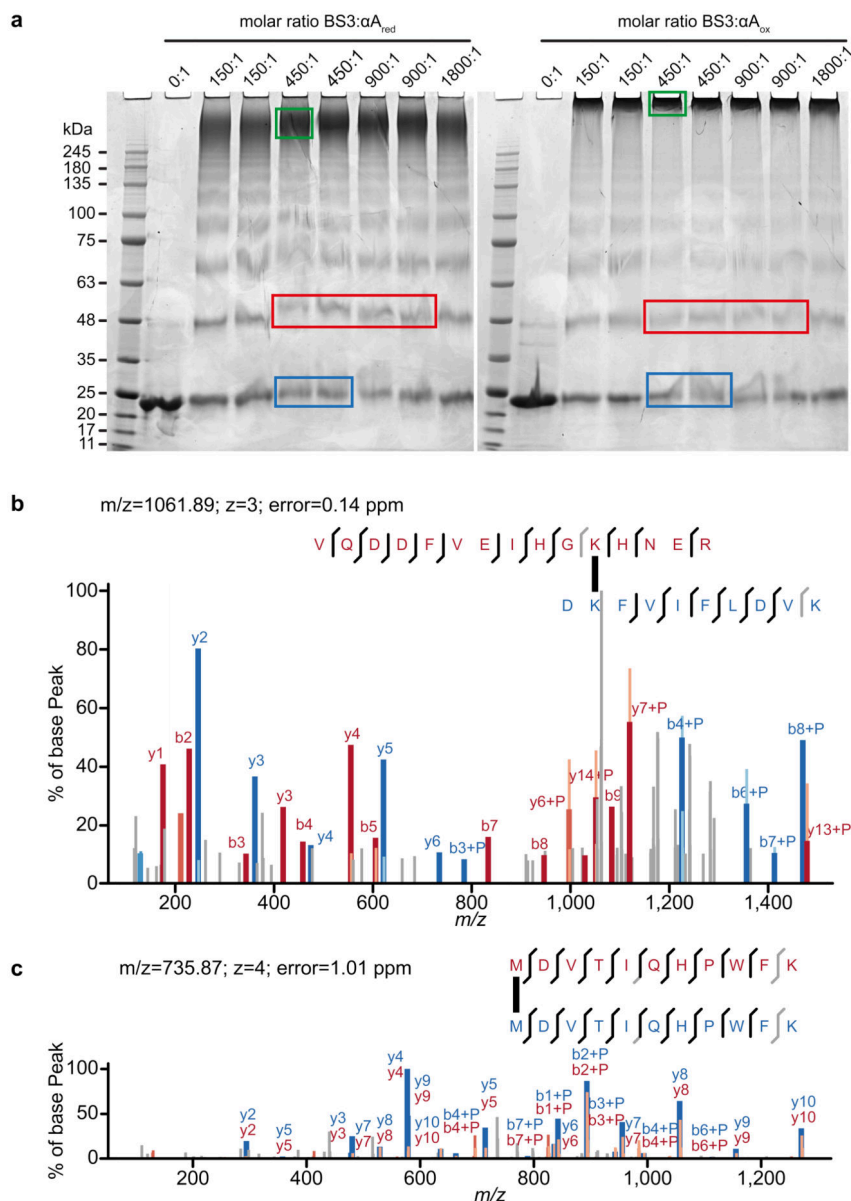 a
molar ratio BS3:αAred
molar ratio BS3:αAox
0:1 150:1 150:1 450:1 450:1 900:1 900:1 1800:1
0:1 150:1 150:1 450:1 450:1 900:1 900:1 1800:1
kDa
245
180
135
100
75
63
48
35
25
20
17
11
b
m/z=1061.89; z=3; error=0.14 ppm
V Q D D F V E I H G K H N E R
D K F V I F L D V K
% of base Peak
100
80
60
40
20
0
y1
b2
y2
b3
y3
y3
b4
y4
y4
b5
y5
y6
b3+P
b7
b8
y6+P
y14+P
b9
y7+P
b4+P
b6+P
b7+P
b8+P
y13+P
200 400 600 800 1,000 1,200 1,400
m/z
c
m/z=735.87; z=4; error=1.01 ppm
M D V T I Q H P W F K
M D V T I Q H P W F K
% of base Peak
100
50
0
y2
y2
y5
y5
y3
y3
y7
y7
y8
y8
y4
y4
y9
y9
y10
y10
b4+P
b4+P
y5
y5
b7+P
b7+P
b1+P
b1+P
y6
y6
b2+P
b2+P
b3+P
b3+P
y7
y7
b4+P
b4+P
y8
y8
b6+P
b6+P
y9
y9
y10
y10
200 400 600 800 1,000 1,200
m/z